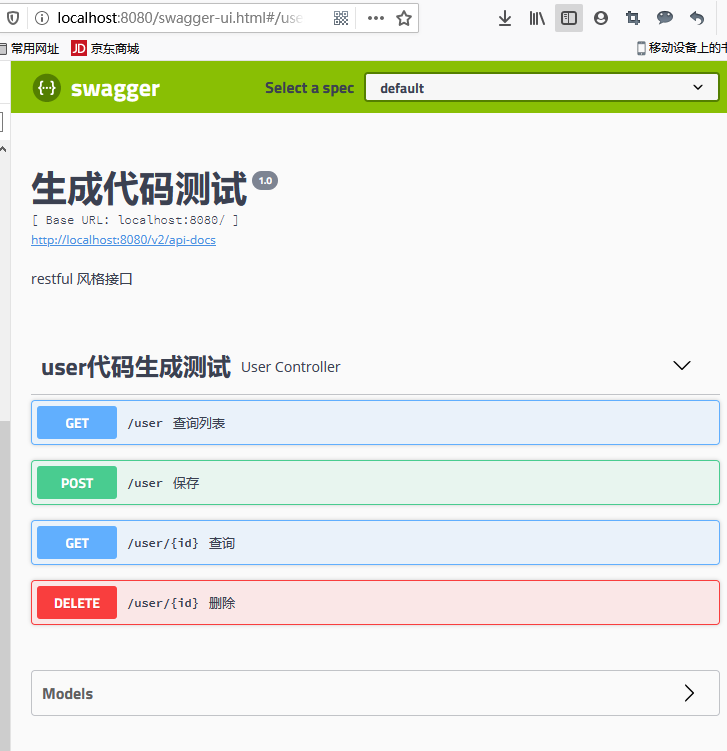 localhost:8080/swagger-ui.html#/use
常用网址 JD 京东商城 移动设备上的书
swagger Select a spec default
生成代码测试 1.0
[ Base URL: localhost:8080/ ]
http://localhost:8080/v2/api-docs
restful 风格接口
user代码生成测试 User Controller
GET /user 查询列表
POST /user 保存
GET /user/{id} 查询
DELETE /user/{id} 删除
Models